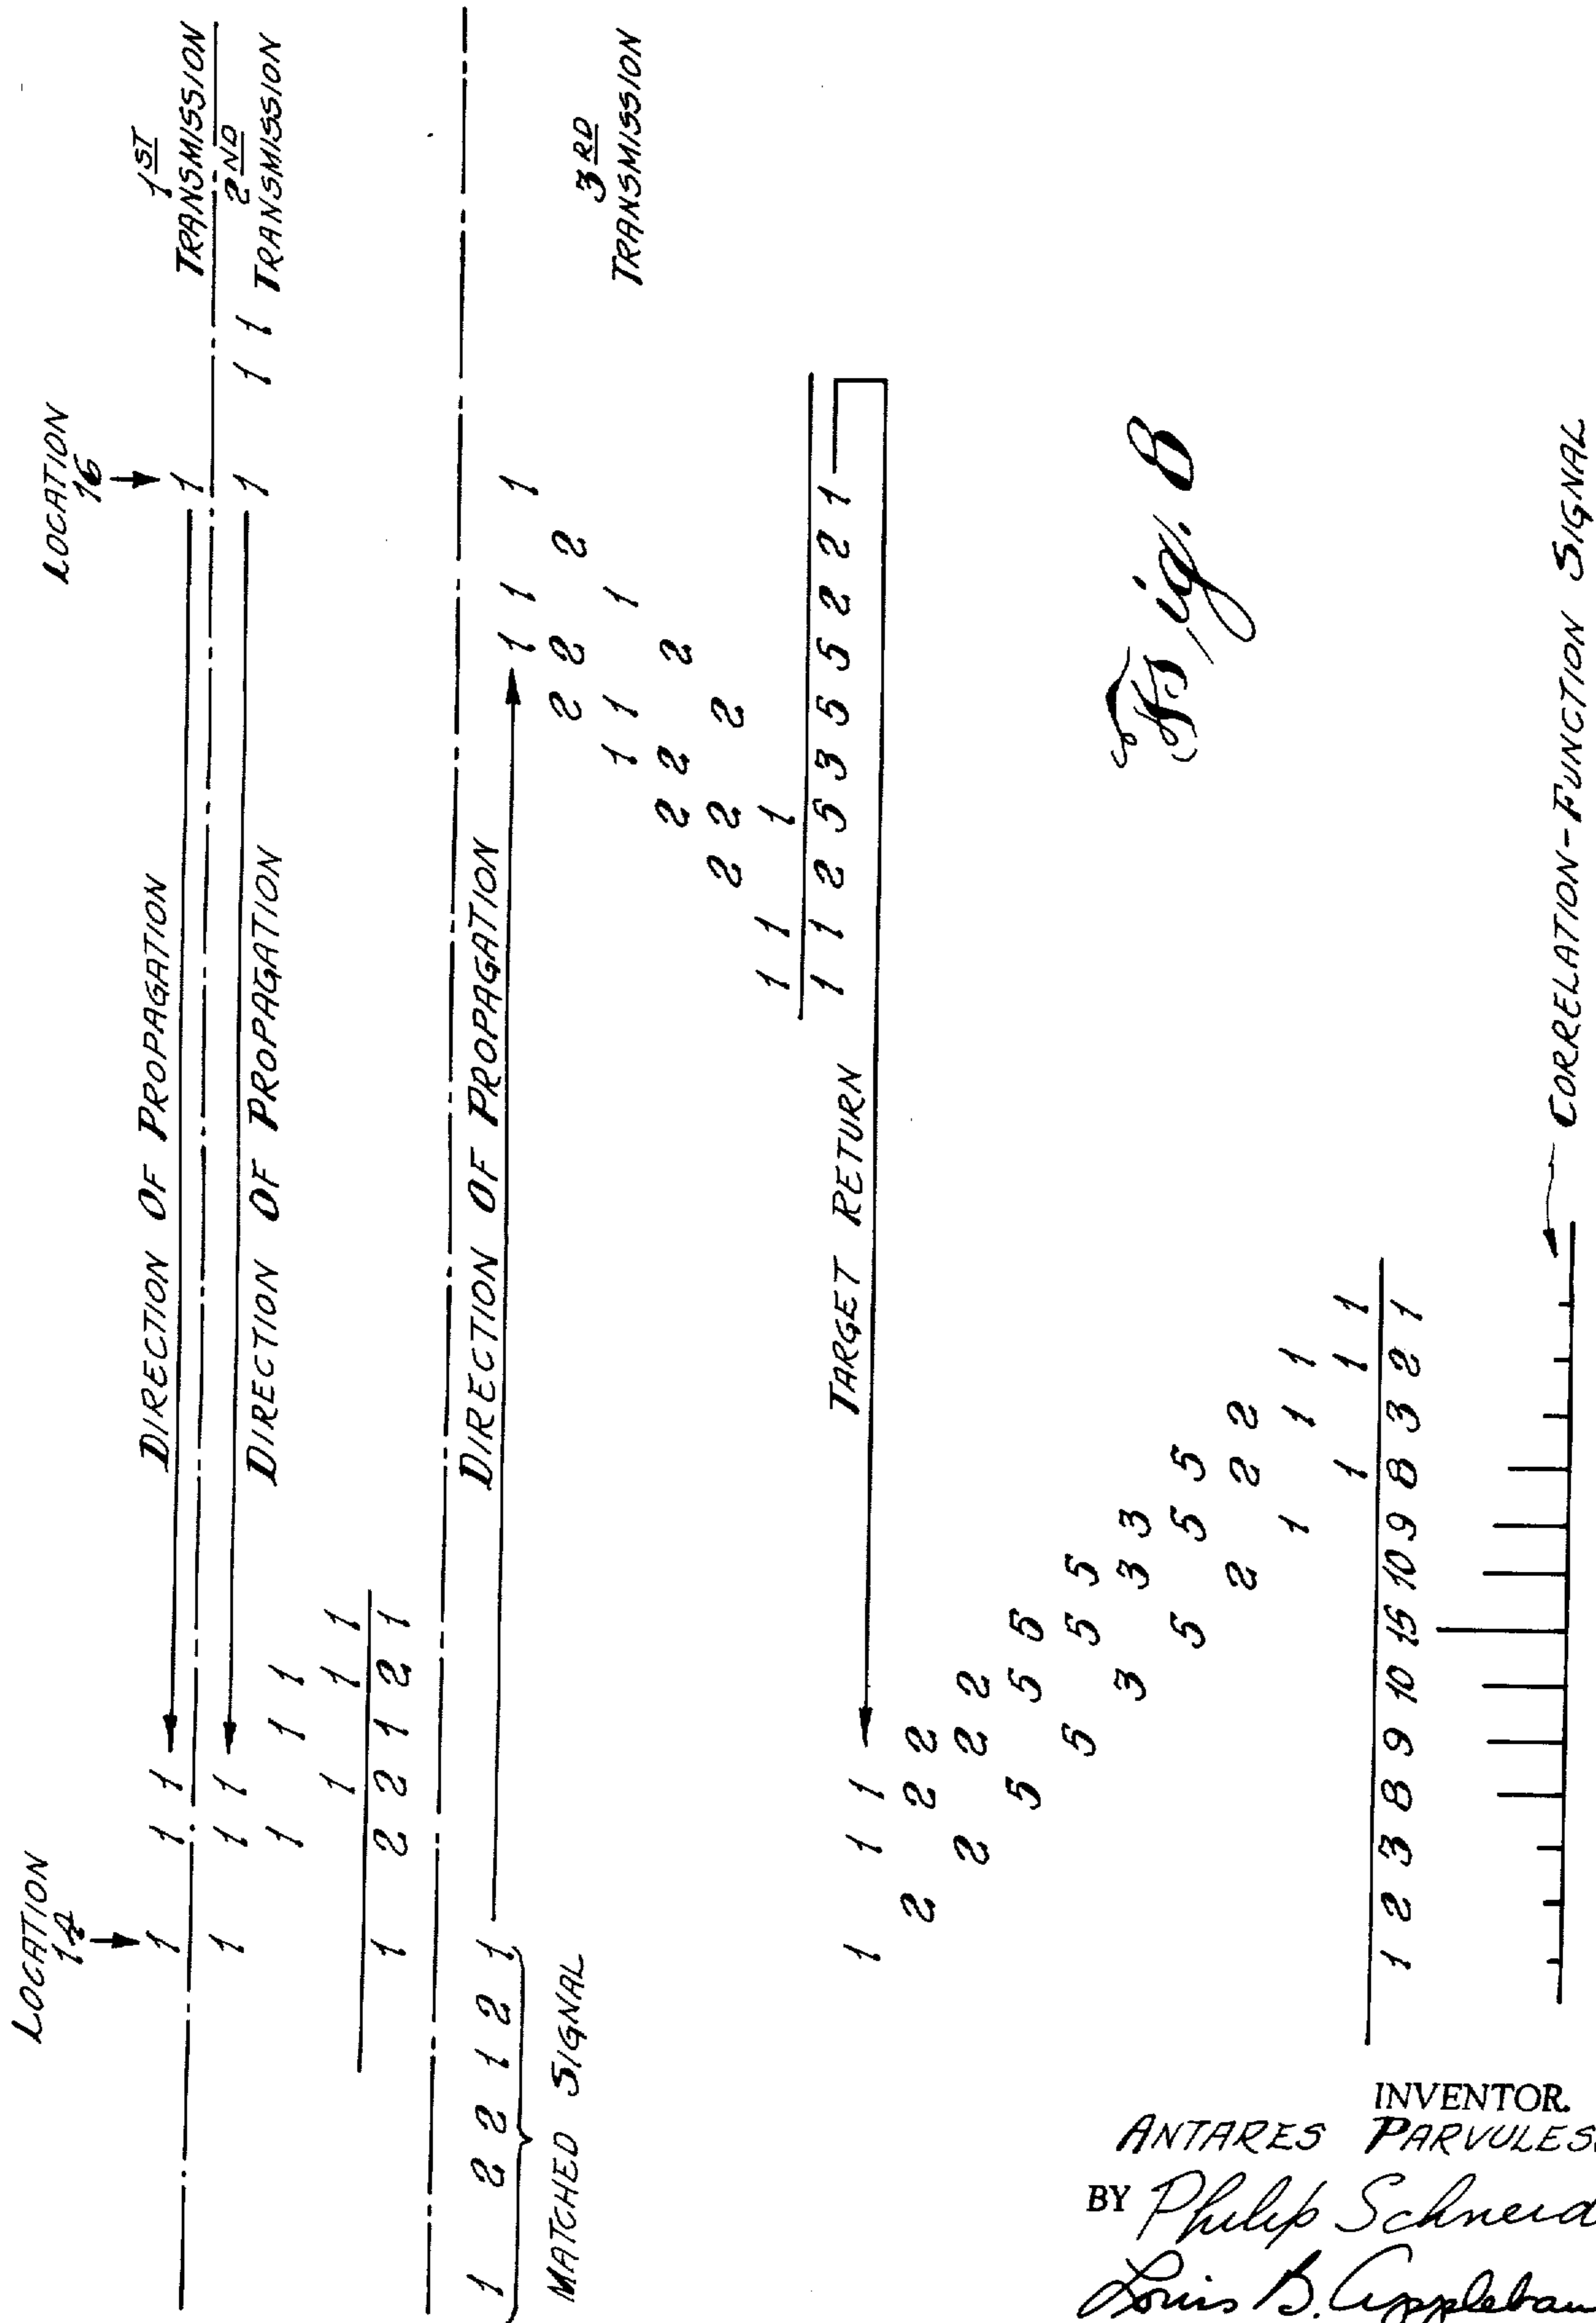 LOCATION
14
LOCATION
16
1 1 1
DIRECTION OF PROPAGATION
1
1ST
TRANSMISSION
1 1 1
DIRECTION OF PROPAGATION
1 1 1
2ND
TRANSMISSION
1 1 1
1 1 1
1 2 2 1 2 1
1 2 2 1 2 1
MATCHED SIGNAL
DIRECTION OF PROPAGATION
3RD
TRANSMISSION
1 1 1
2 2 2
1 1 1
2 2 2
2 2 2
1 1 1
1 1 2 5 3 5 5 2 2 1
TARGET RETURN
1 1 1
2 2 2
2 2 2
5 5 5
5 5 5
3 3 3
5 5 5
2 2 2
1 1 1
1 1 1
1 2 3 8 9 10 15 10 9 8 3 2 1
Fig. 8
CORRELATION-FUNCTION SIGNAL
INVENTOR.
ANTARES PARVULES
BY Philip Schneid
Louis B. Applebau